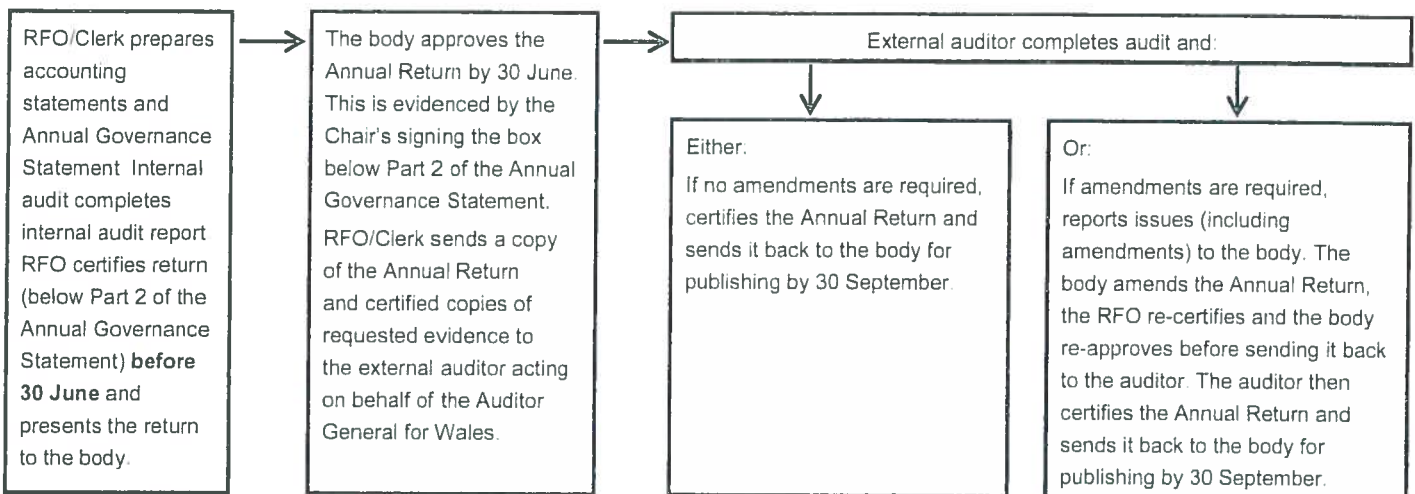 RFO/Clerk prepares
accounting
statements and
Annual Governance
Statement Internal
audit completes
internal audit report
RFO certifies return
(below Part 2 of the
Annual Governance
Statement) before
30 June and
presents the return
to the body.
The body approves the
Annual Return by 30 June.
This is evidenced by the
Chair's signing the box
below Part 2 of the Annual
Governance Statement.
RFO/Clerk sends a copy
of the Annual Return
and certified copies of
requested evidence to
the external auditor acting
on behalf of the Auditor
General for Wales.
External auditor completes audit and:
Either:
If no amendments are required,
certifies the Annual Return and
sends it back to the body for
publishing by 30 September.
Or:
If amendments are required,
reports issues (including
amendments) to the body. The
body amends the Annual Return,
the RFO re-certifies and the body
re-approves before sending it back
to the auditor. The auditor then
certifies the Annual Return and
sends it back to the body for
publishing by 30 September.